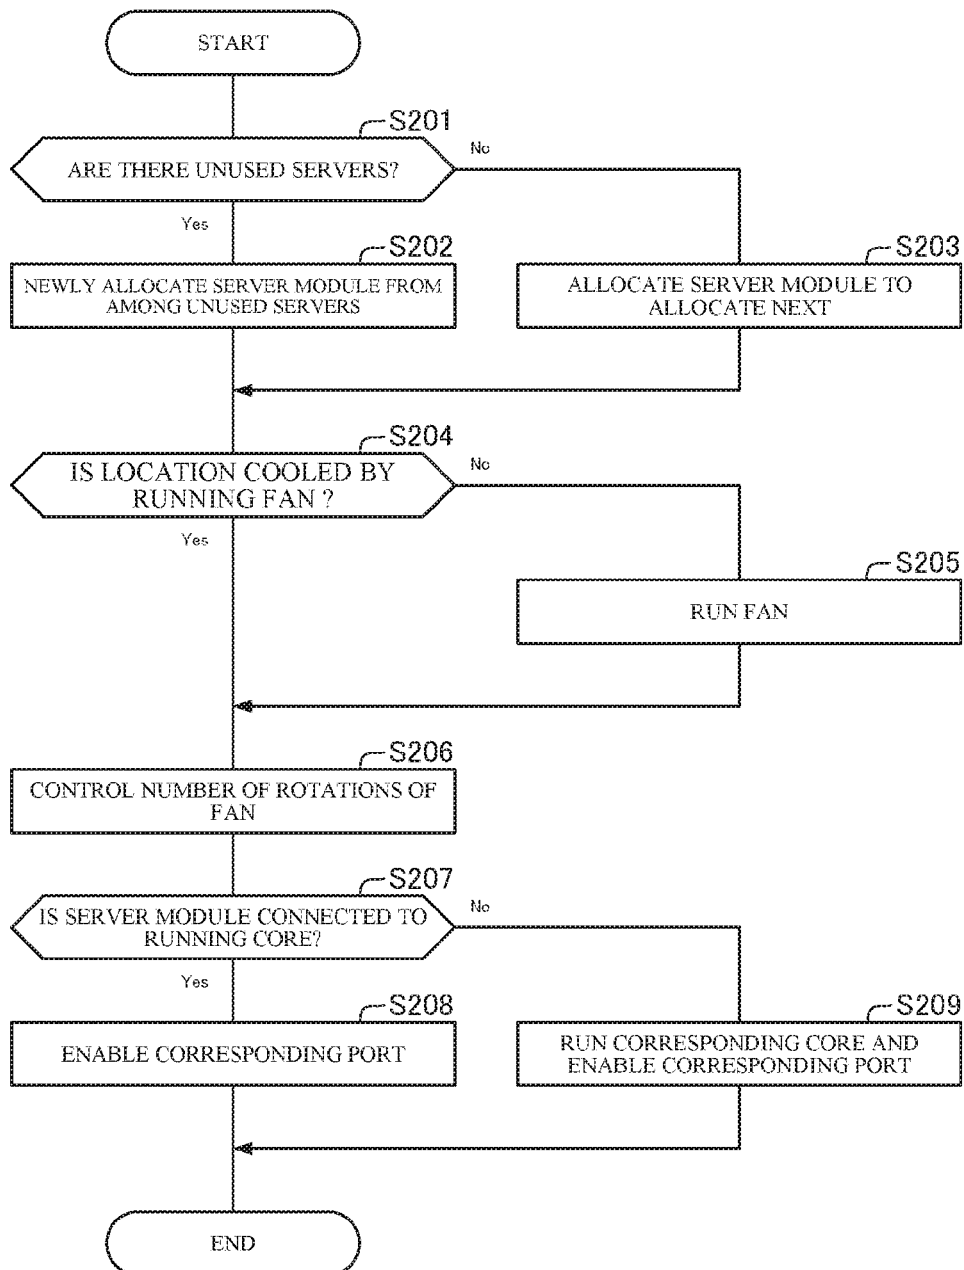 START
S201
ARE THERE UNUSED SERVERS?
No
Yes
S202
NEWLY ALLOCATE SERVER MODULE FROM
AMONG UNUSED SERVERS
S203
ALLOCATE SERVER MODULE TO
ALLOCATE NEXT
S204
IS LOCATION COOLED BY
RUNNING FAN ?
No
Yes
S205
RUN FAN
S206
CONTROL NUMBER OF ROTATIONS OF
FAN
S207
IS SERVER MODULE CONNECTED TO
RUNNING CORE?
No
Yes
S208
ENABLE CORRESPONDING PORT
S209
RUN CORRESPONDING CORE AND
ENABLE CORRESPONDING PORT
END